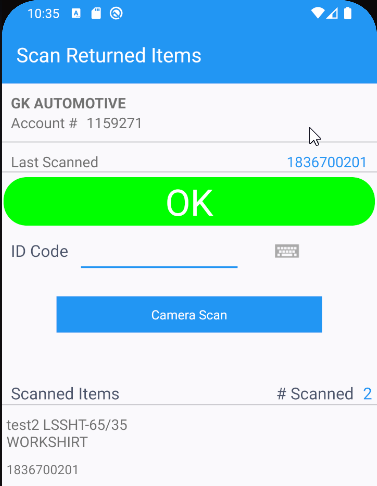 10:35
Scan Returned Items
GK AUTOMOTIVE
Account # 1159271
Last Scanned 1836700201
OK
ID Code
Camera Scan
Scanned Items # Scanned 2
test2 LSSHT-65/35
WORKSHIRT
1836700201